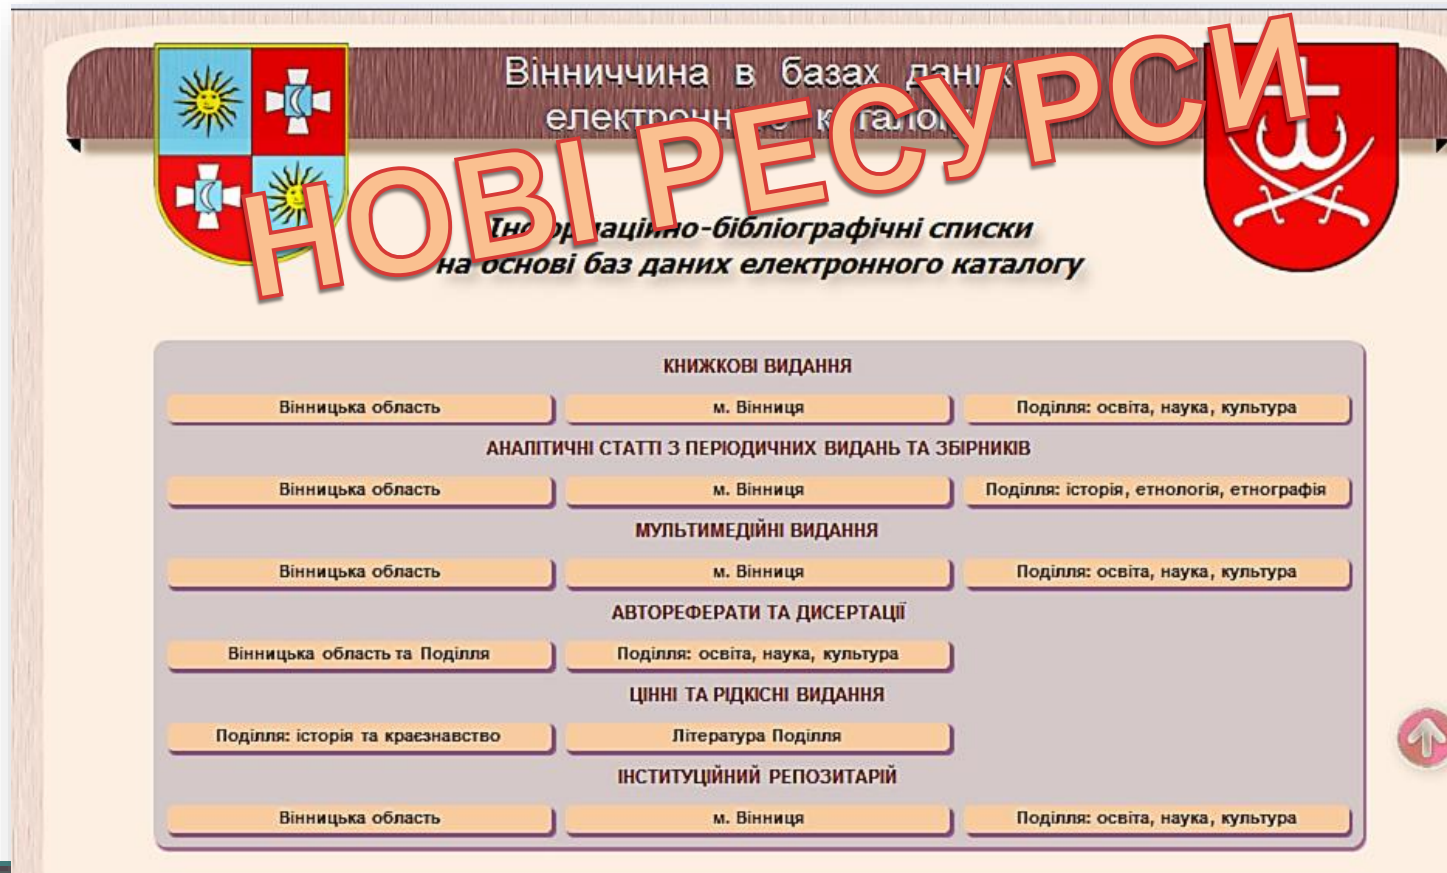 Вінниччина в базах даних
електронного каталогу
НОВІ РЕСУРСИ
Інформаційно-бібліографічні списки
на основі баз даних електронного каталогу
КНИЖКОВІ ВИДАННЯ
Вінницька область м. Вінниця Поділля: освіта, наука, культура
АНАЛІТИЧНІ СТАТТІ З ПЕРІОДИЧНИХ ВИДАНЬ ТА ЗБІРНИКІВ
Вінницька область м. Вінниця Поділля: історія, етнологія, етнографія
МУЛЬТИМЕДІЙНІ ВИДАННЯ
Вінницька область м. Вінниця Поділля: освіта, наука, культура
АВТОРЕФЕРАТИ ТА ДИСЕРТАЦІЇ
Вінницька область та Поділля Поділля: освіта, наука, культура
ЦІННІ ТА РІДКІСНІ ВИДАННЯ
Поділля: історія та краєзнавство Література Поділля
ІНСТИТУЦІЙНИЙ РЕПОЗИТАРІЙ
Вінницька область м. Вінниця Поділля: освіта, наука, культура